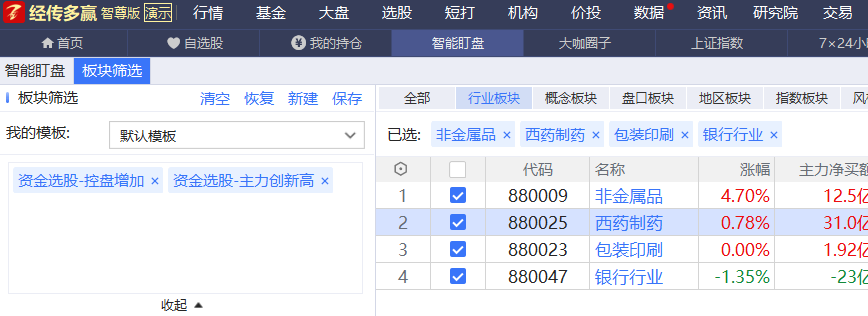 经传多赢 智尊版 演示 行情 基金 大盘 选股 短打 机构 价投 数据 资讯 研究院 交易
首页 自选股 我的持仓 智能盯盘 大咖圈子 上证指数 7×24小
智能盯盘 板块筛选
板块筛选 清空 恢复 新建 保存
全部 行业板块 概念板块 盘口板块 地区板块 指数板块
我的模板: 默认模板
已选: 非金属品 × 西药制药 × 包装印刷 × 银行行业 ×
资金选股-控盘增加 × 资金选股-主力创新高 ×
收起
代码 名称 涨幅 主力净买额
1 880009 非金属品 4.70% 12.5亿
2 880025 西药制药 0.78% 31.0亿
3 880023 包装印刷 0.00% 1.92亿
4 880047 银行行业 -1.35% -23亿